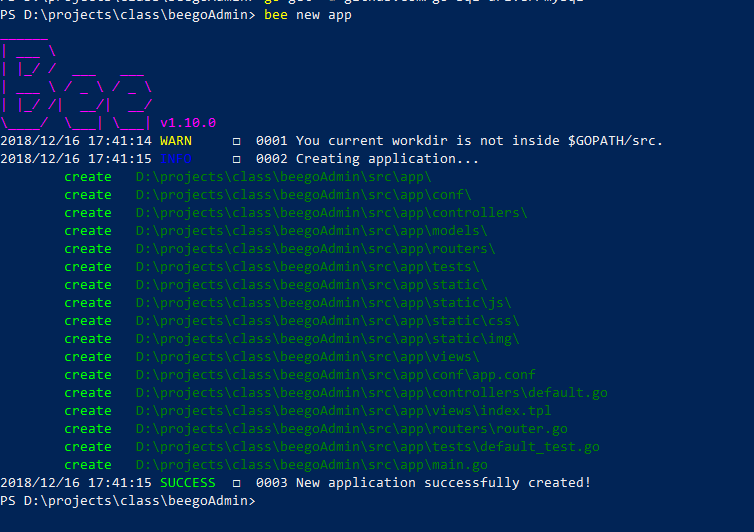 PS D:\projects\class\beegoAdmin> bee new app
______
| ___ \
| |_/ /  ___   ___
| ___ \ / _ \ / _ \
| |_/ /|  __/|  __/
\____/  \___| \___| v1.10.0
2018/12/16 17:41:14 WARN     □ 0001 You current workdir is not inside $GOPATH/src.
2018/12/16 17:41:15 INFO     □ 0002 Creating application...
create   D:\projects\class\beegoAdmin\src\app\
create   D:\projects\class\beegoAdmin\src\app\conf\
create   D:\projects\class\beegoAdmin\src\app\controllers\
create   D:\projects\class\beegoAdmin\src\app\models\
create   D:\projects\class\beegoAdmin\src\app\routers\
create   D:\projects\class\beegoAdmin\src\app\tests\
create   D:\projects\class\beegoAdmin\src\app\static\
create   D:\projects\class\beegoAdmin\src\app\static\js\
create   D:\projects\class\beegoAdmin\src\app\static\css\
create   D:\projects\class\beegoAdmin\src\app\static\img\
create   D:\projects\class\beegoAdmin\src\app\views\
create   D:\projects\class\beegoAdmin\src\app\conf\app.conf
create   D:\projects\class\beegoAdmin\src\app\controllers\default.go
create   D:\projects\class\beegoAdmin\src\app\views\index.tpl
create   D:\projects\class\beegoAdmin\src\app\routers\router.go
create   D:\projects\class\beegoAdmin\src\app\tests\default_test.go
create   D:\projects\class\beegoAdmin\src\app\main.go
2018/12/16 17:41:15 SUCCESS  □ 0003 New application successfully created!
PS D:\projects\class\beegoAdmin>